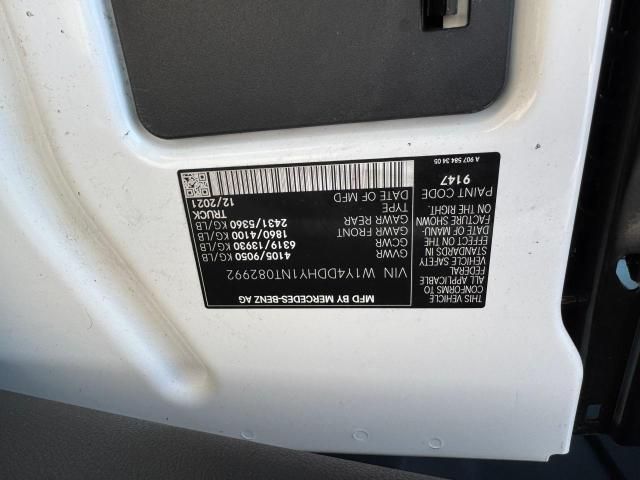 MFD BY MERCEDES-BENZ AG
VIN W1Y4DDHY1NT082992
GVWR 4105/9050 KG/LB
GCWR 6319/13930 KG/LB
GAWR FRONT 1860/4100 KG/LB
GAWR REAR 2431/5360 KG/LB
TYPE TRUCK
DATE OF MFD 12/2021
THIS VEHICLE
CONFORMS TO ALL
APPLICABLE FEDERAL
MOTOR VEHICLE SAFETY
STANDARDS IN
EFFECT ON THE
DATE OF MANU-
FACTURE SHOWN
ON THE RIGHT.
PAINT CODE
9147
A 907 584 34 05